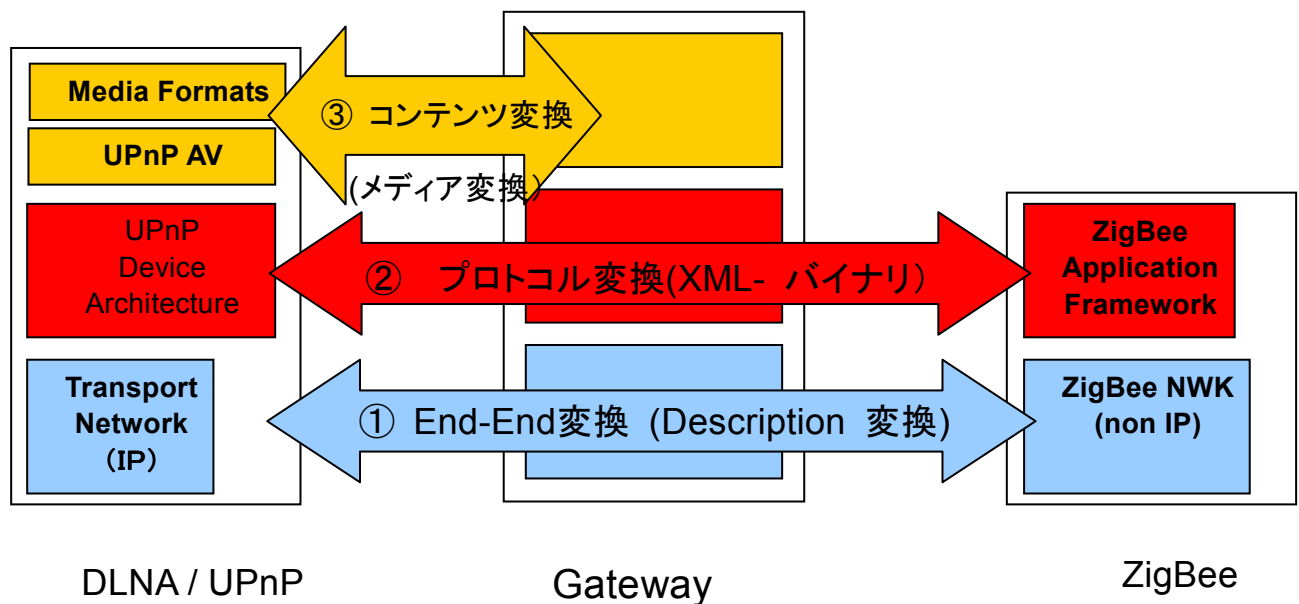 Media Formats
UPnP AV
UPnP
Device
Architecture
Transport
Network
（IP）
③ コンテンツ変換
(メディア変換）
② プロトコル変換(XML- バイナリ）
① End-End変換 (Description 変換)
ZigBee
Application
Framework
ZigBee NWK
(non IP)
DLNA / UPnP
Gateway
ZigBee